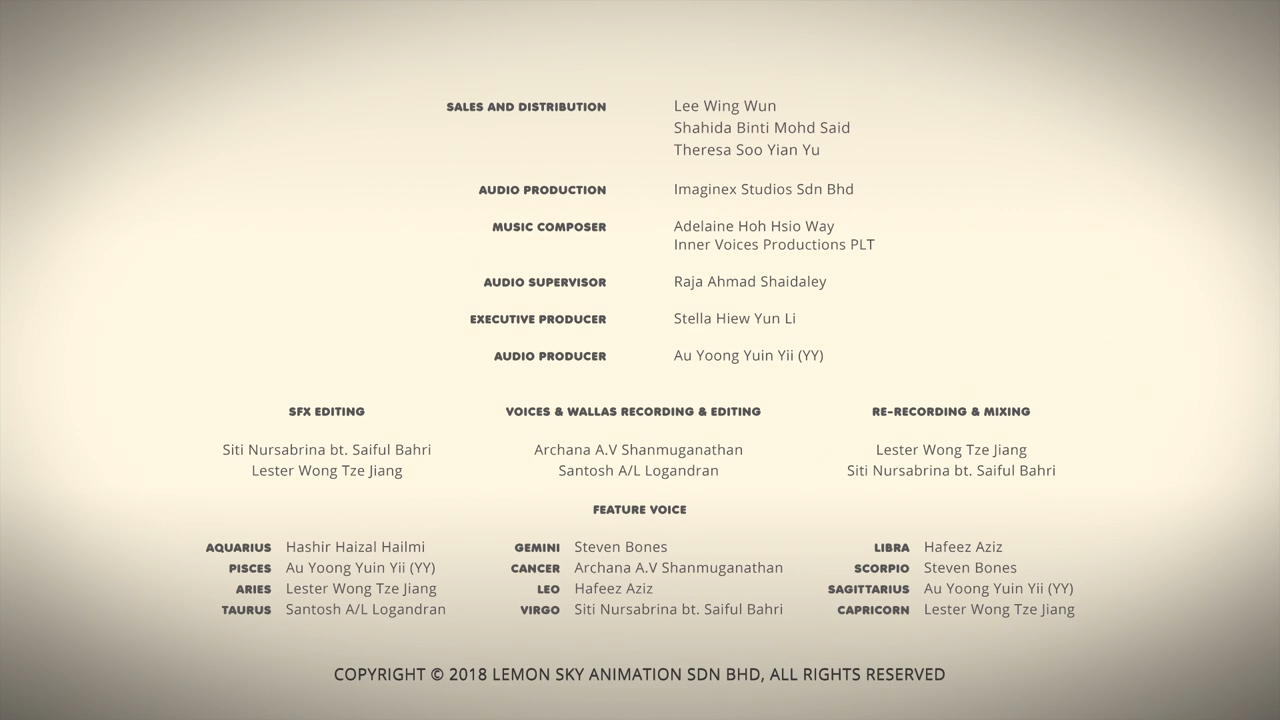 SALES AND DISTRIBUTION Lee Wing Wun
Shahida Binti Mohd Said
Theresa Soo Yian Yu
AUDIO PRODUCTION Imaginex Studios Sdn Bhd
MUSIC COMPOSER Adelaine Hoh Hsio Way
Inner Voices Productions PLT
AUDIO SUPERVISOR Raja Ahmad Shaidaley
EXECUTIVE PRODUCER Stella Hiew Yun Li
AUDIO PRODUCER Au Yoong Yuin Yii (YY)
SFX EDITING
Siti Nursabrina bt. Saiful Bahri
Lester Wong Tze Jiang
VOICES & WALLAS RECORDING & EDITING
Archana A.V Shanmuganathan
Santosh A/L Logandran
RE-RECORDING & MIXING
Lester Wong Tze Jiang
Siti Nursabrina bt. Saiful Bahri
FEATURE VOICE
AQUARIUS Hashir Haizal Hailmi
PISCES Au Yoong Yuin Yii (YY)
ARIES Lester Wong Tze Jiang
TAURUS Santosh A/L Logandran
GEMINI Steven Bones
CANCER Archana A.V Shanmuganathan
LEO Hafeez Aziz
VIRGO Siti Nursabrina bt. Saiful Bahri
LIBRA Hafeez Aziz
SCORPIO Steven Bones
SAGITTARIUS Au Yoong Yuin Yii (YY)
CAPRICORN Lester Wong Tze Jiang
COPYRIGHT © 2018 LEMON SKY ANIMATION SDN BHD, ALL RIGHTS RESERVED